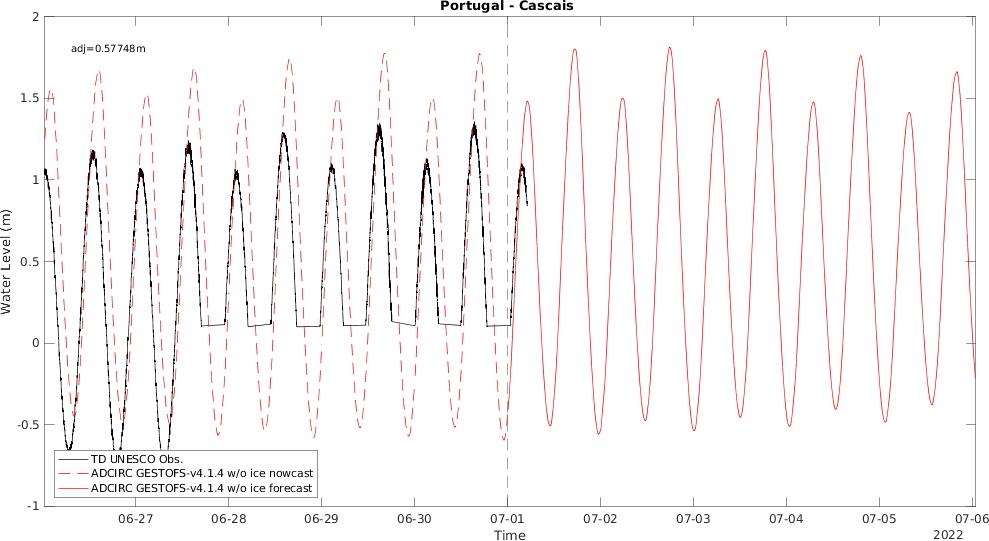 Portugal - Cascais
adj=0.57748m
Water Level (m)
2
1.5
1
0.5
0
-0.5
-1
TD UNESCO Obs.
ADCIRC GESTOFS-v4.1.4 w/o ice nowcast
ADCIRC GESTOFS-v4.1.4 w/o ice forecast
06-27 06-28 06-29 06-30 07-01 07-02 07-03 07-04 07-05 07-06
Time
2022